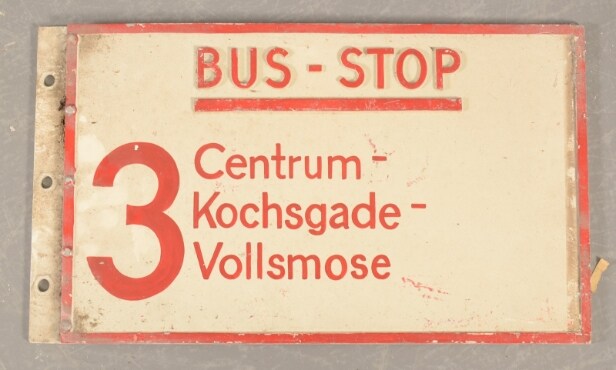 BUS - STOP
3
Centrum -
Kochsgade -
Vollsmose